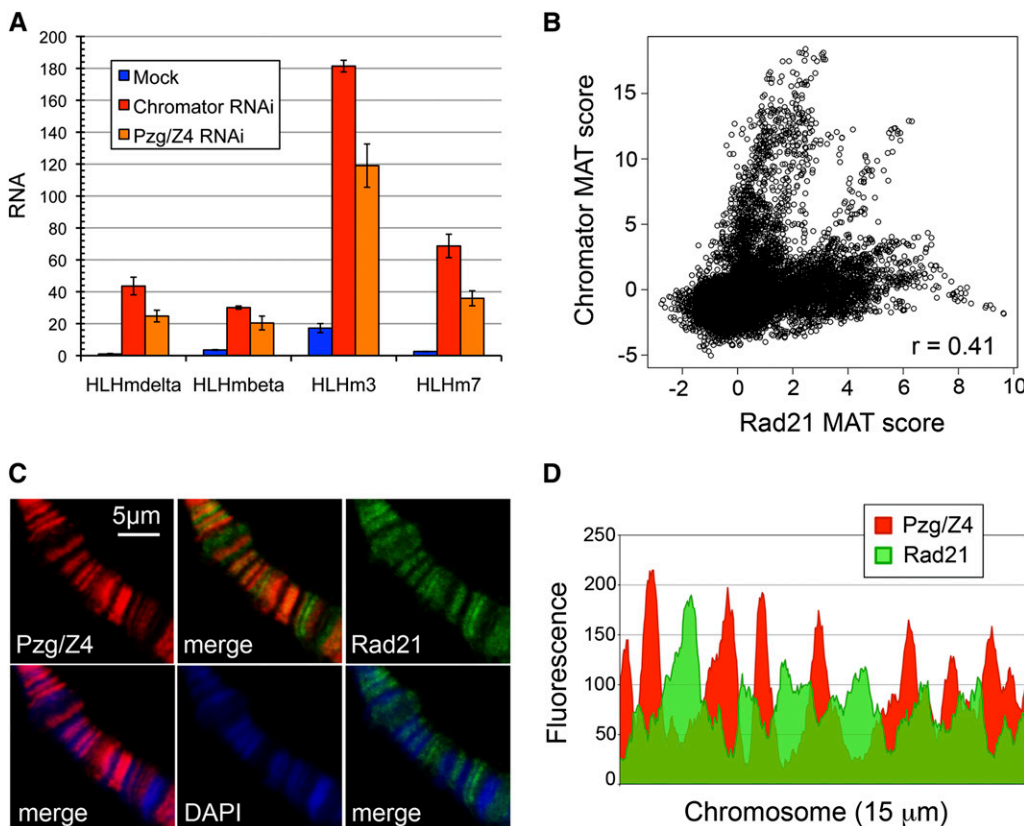 A
200
180
160
140
120
100
80
60
40
20
0
RNA
Mock
Chromator RNAi
Pzg/Z4 RNAi
HLHmdelta
HLHmbeta
HLHm3
HLHm7
B
Chromator MAT score
15
10
5
0
-5
r = 0.41
-2
0
2
4
6
8
10
Rad21 MAT score
C
5μm
Pzg/Z4
merge
Rad21
merge
DAPI
merge
D
Pzg/Z4
Rad21
Fluorescence
250
200
150
100
50
0
Chromosome (15 μm)